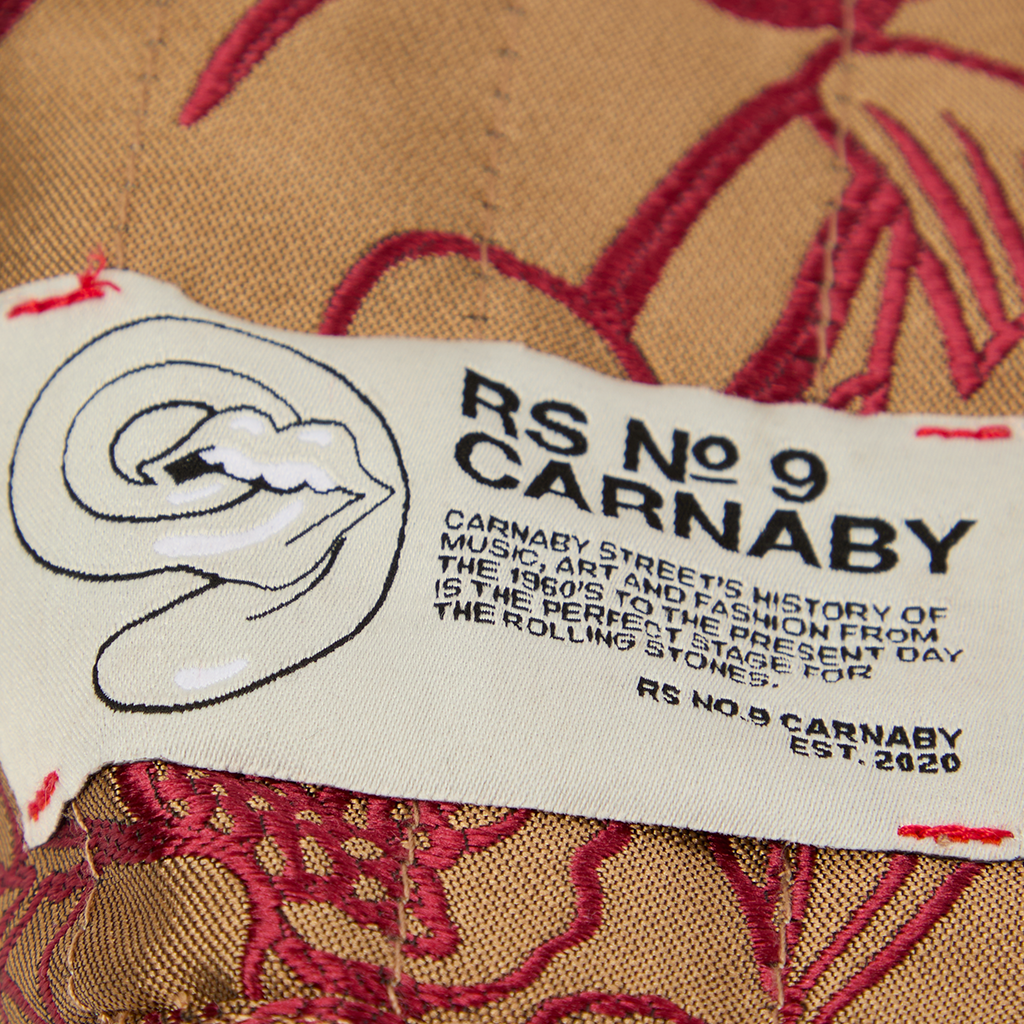 RS Nº 9
CARNABY
CARNABY STREET'S HISTORY OF
MUSIC, ART AND FASHION FROM
THE 1960'S TO THE PRESENT DAY
IS THE PERFECT STAGE FOR
THE ROLLING STONES.
RS NO.9 CARNABY
EST. 2020